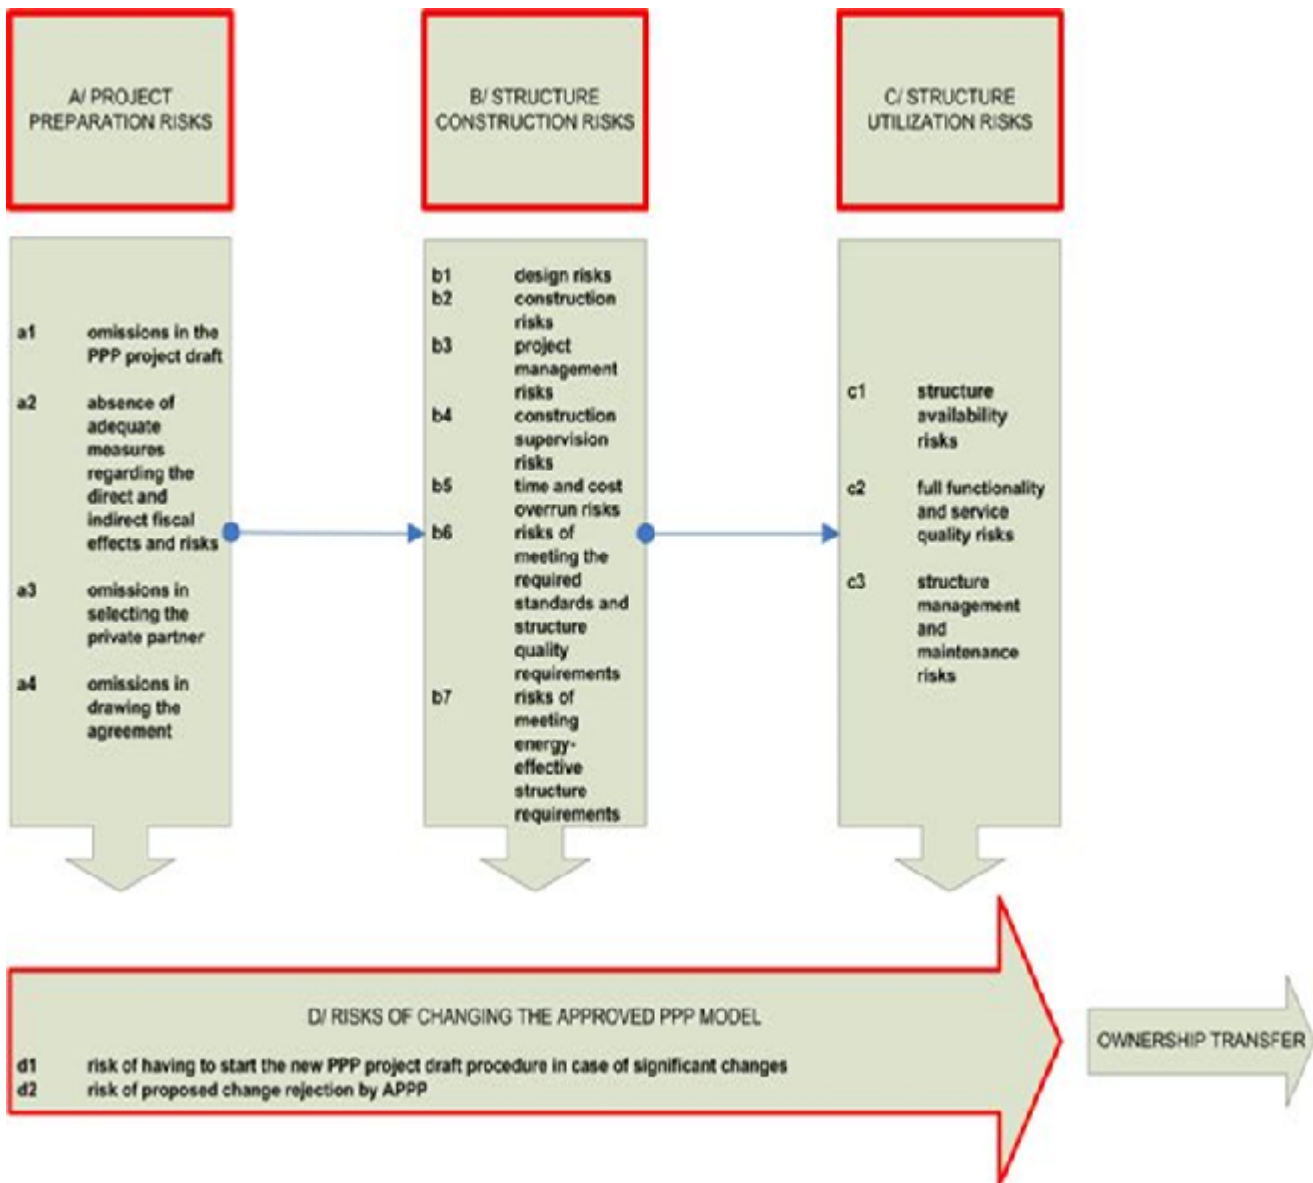 A/ PROJECT
PREPARATION RISKS
B/ STRUCTURE
CONSTRUCTION RISKS
C/ STRUCTURE
UTILIZATION RISKS
a1 omissions in the
PPP project draft
a2 absence of
adequate
measures
regarding the
direct and
indirect fiscal
effects and risks
a3 omissions in
selecting the
private partner
a4 omissions in
drawing the
agreement
b1 design risks
b2 construction
risks
b3 project
management
risks
b4 construction
supervision
risks
b5 time and cost
overrun risks
b6 risks of
meeting the
required
standards and
structure
quality
requirements
b7 risks of
meeting
energy-
effective
structure
requirements
c1 structure
availability
risks
c2 full functionality
and service
quality risks
c3 structure
management
and
maintenance
risks
D/ RISKS OF CHANGING THE APPROVED PPP MODEL
d1 risk of having to start the new PPP project draft procedure in case of significant changes
d2 risk of proposed change rejection by APPP
OWNERSHIP TRANSFER